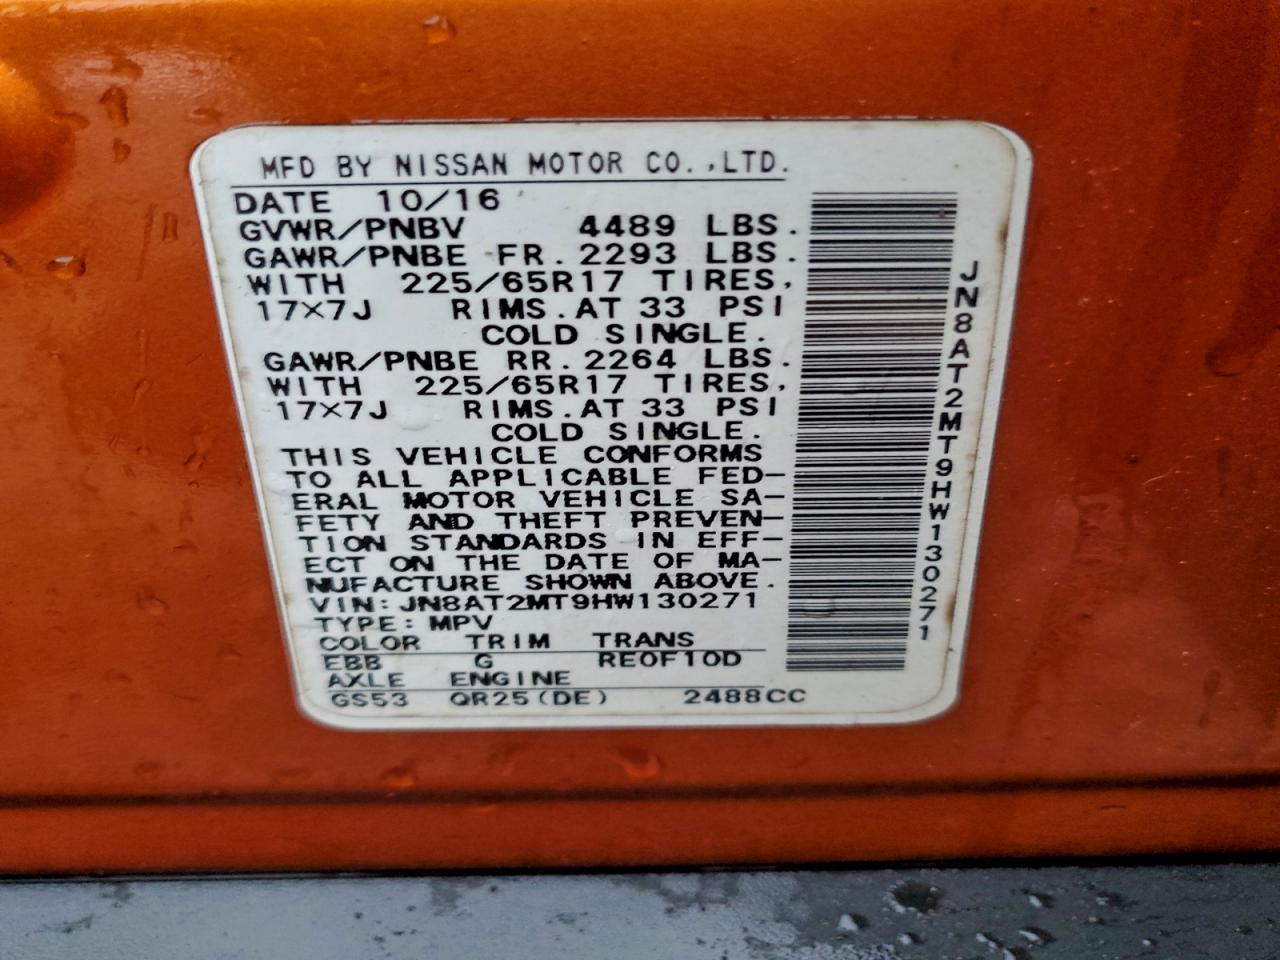 MFD BY NISSAN MOTOR CO.,LTD.
DATE 10/16
GVWR/PNBV 4489 LBS.
GAWR/PNBE FR. 2293 LBS.
WITH 225/65R17 TIRES,
17×7J RIMS.AT 33 PSI
COLD SINGLE.
GAWR/PNBE RR. 2264 LBS.
WITH 225/65R17 TIRES,
17×7J RIMS.AT 33 PSI
COLD SINGLE.
THIS VEHICLE CONFORMS
TO ALL APPLICABLE FED-
ERAL MOTOR VEHICLE SA-
FETY AND THEFT PREVEN-
TION STANDARDS IN EFF-
ECT ON THE DATE OF MA-
NUFACTURE SHOWN ABOVE.
VIN: JN8AT2MT9HW130271
TYPE: MPV
COLOR TRIM TRANS
EBB G RE0F10D
AXLE ENGINE
GS53 QR25(DE) 2488CC
JN8AT2MT9HW130271